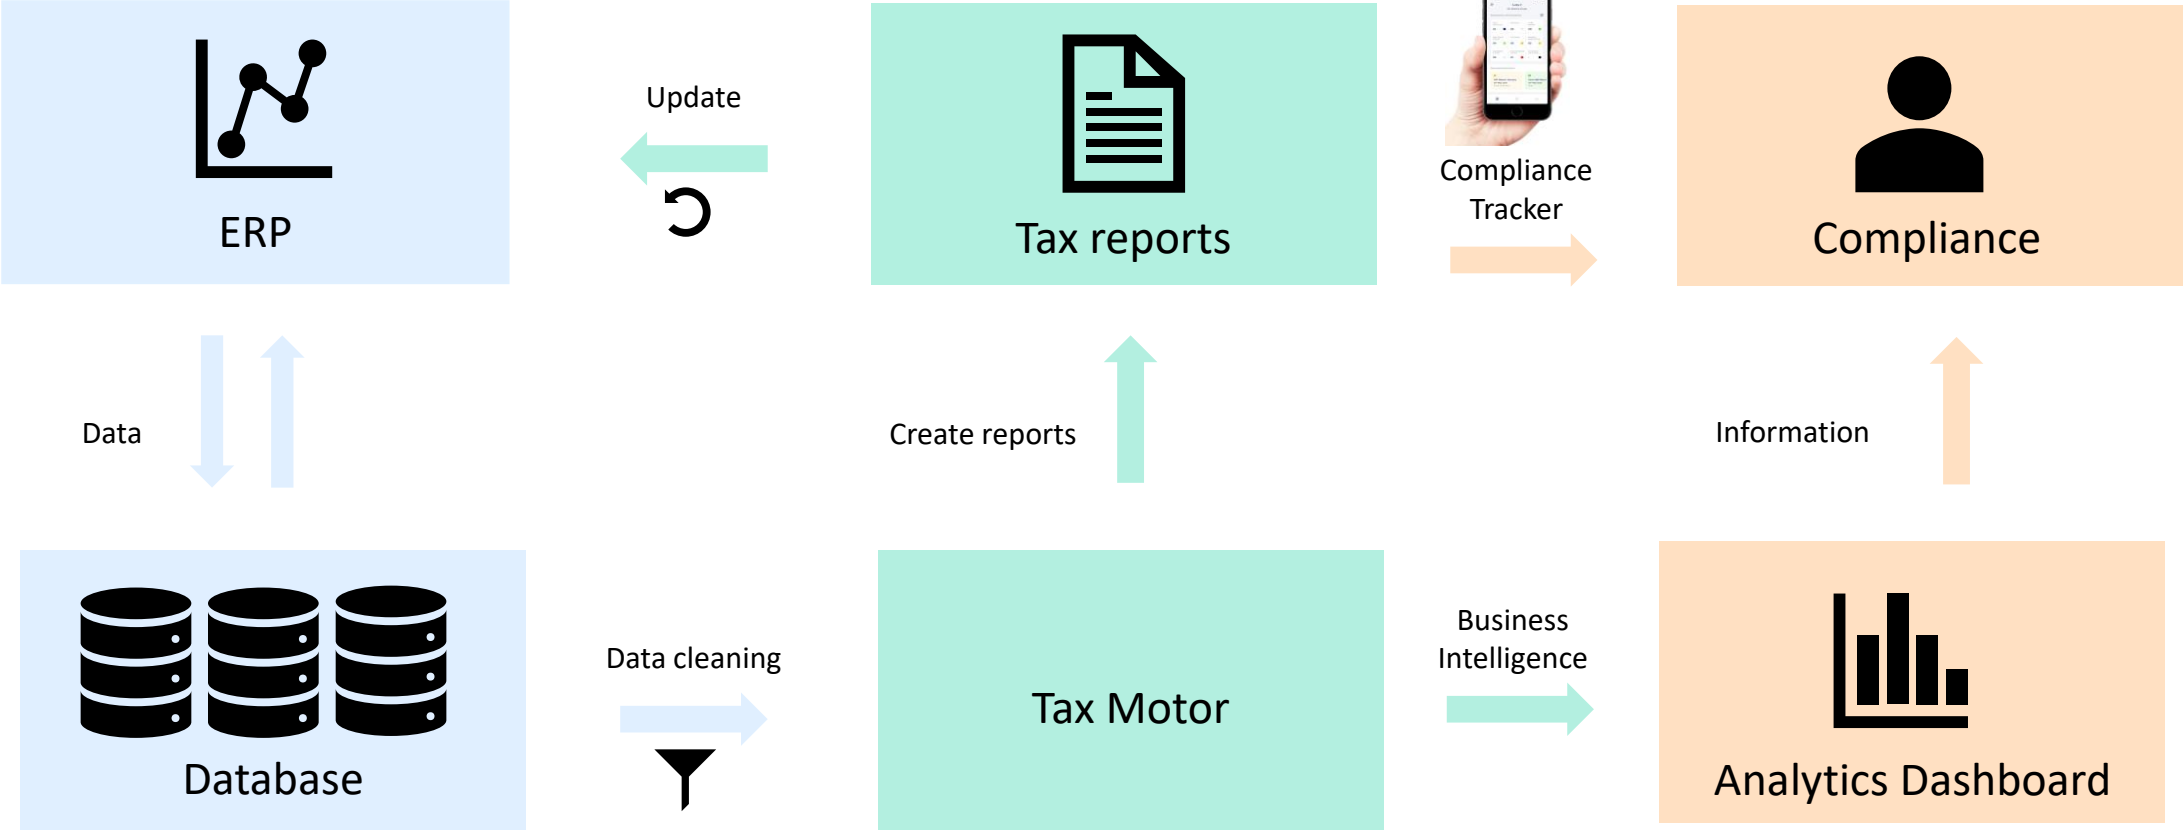 Update
Compliance
Tracker
ERP
Tax reports
Compliance
Data
Create reports
Information
Business
Intelligence
Data cleaning
Tax Motor
Database
Analytics Dashboard